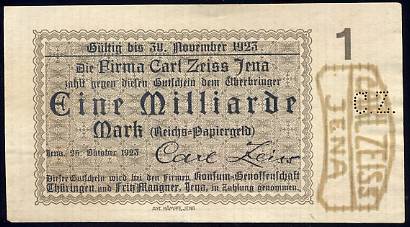 Gültig bis 30. November 1923
1
Die Firma Carl Zeiss Jena
zahlt gegen diesen Gutschein dem Überbringer
Eine Milliarde
Mark (Reichs-Papiergeld)
Jena, 26. Oktober 1923
Carl Zeiss
Dieser Gutschein wird bei den Firmen Konsum-Genossenschaft
Thüringen und Fritz Mangner, Jena, in Zahlung genommen.
C.Z.
CARL ZEISS
JENA